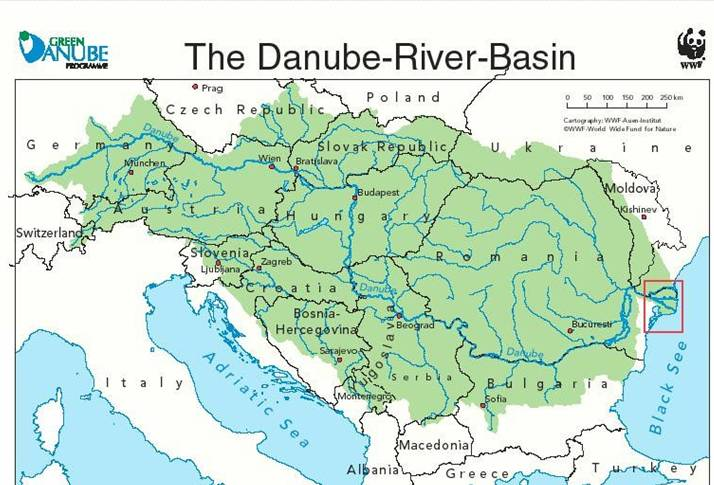 GREEN
DANUBE
PROGRAMME
The Danube-River-Basin
WWF
Prag
Poland
0 50 100 150 200 250 km
Czech Republic
Cartography: WWF-Auen-Institut
©WWF-World Wide Fund for Nature
Danube
Germany
Slovak Republic
Ukraine
Wien
Bratislava
München
Moldova
Budapest
Austria
Hungary
Kishinev
Switzerland
Slovenia
Romania
Ljubljana
Zagreb
Croatia
Danube
Bosnia-
Hercegovina
Beograd
Bucuresti
Sarajevo
Yugoslavia
Danube
Italy
Adriatic Sea
Serbia
Bulgaria
Black See
Montenegro
Sofia
Macedonia
Albania
Greece
Turkey